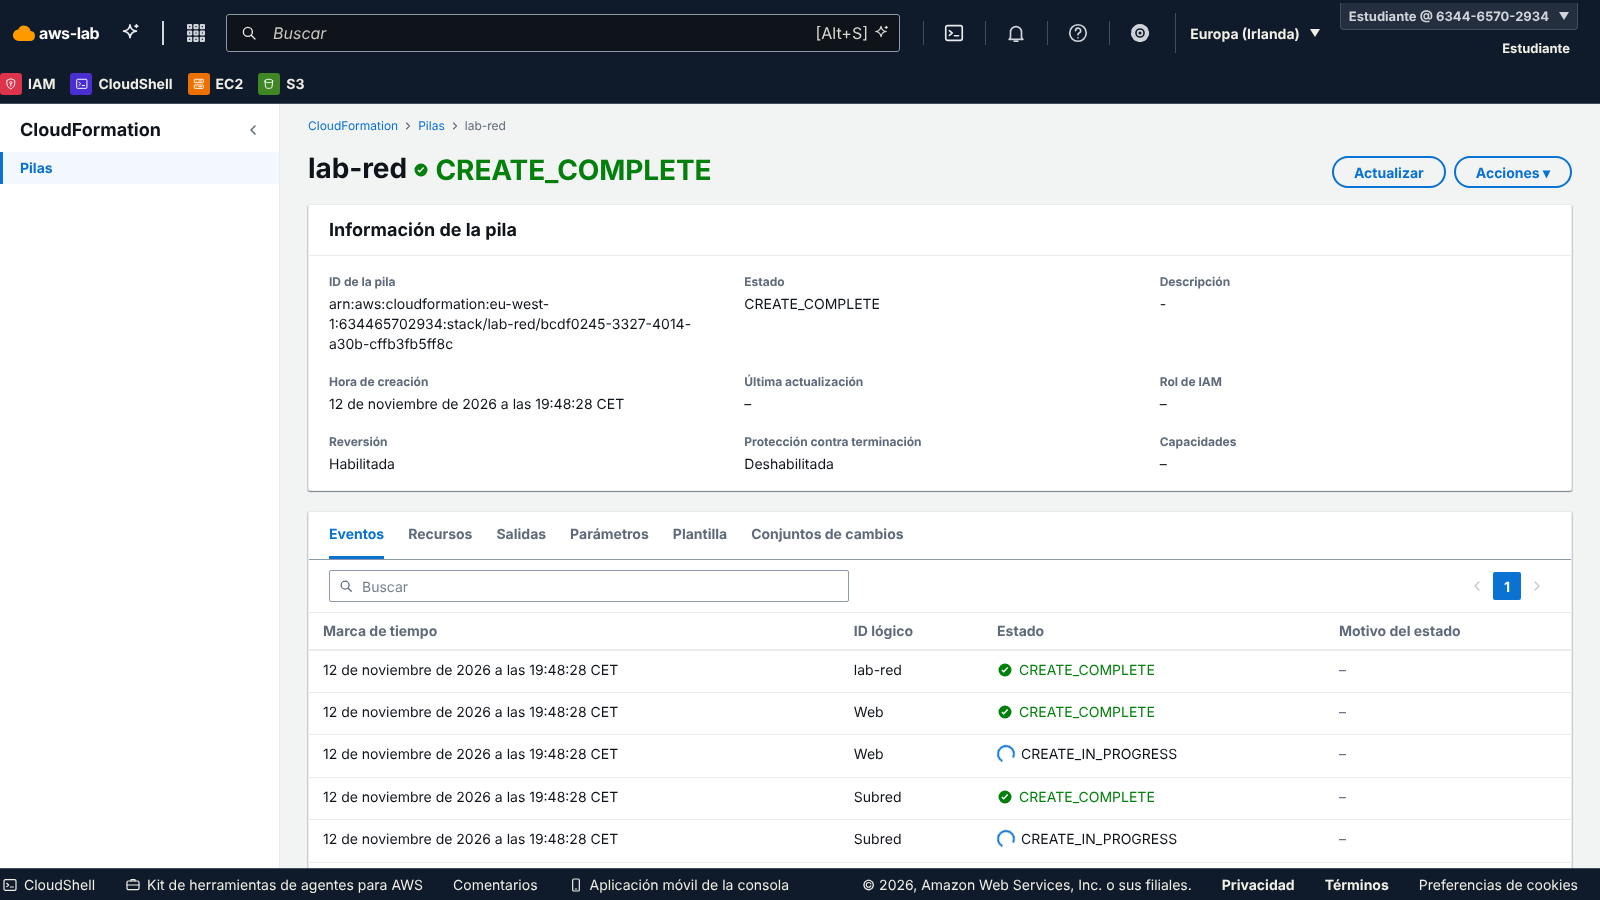 aws-lab
Buscar
[Alt+S]
Europa (Irlanda) ▼
Estudiante @ 6344-6570-2934 ▼
Estudiante
IAM
CloudShell
EC2
S3
CloudFormation
Pilas
CloudFormation > Pilas > lab-red
lab-red CREATE_COMPLETE
Actualizar
Acciones ▾
Información de la pila
ID de la pila
arn:aws:cloudformation:eu-west-
1:634465702934:stack/lab-red/bcdf0245-3327-4014-
a30b-cffb3fb5ff8c
Estado
CREATE_COMPLETE
Descripción
-
Hora de creación
12 de noviembre de 2026 a las 19:48:28 CET
Última actualización
–
Rol de IAM
–
Reversión
Habilitada
Protección contra terminación
Deshabilitada
Capacidades
–
Eventos Recursos Salidas Parámetros Plantilla Conjuntos de cambios
Buscar
1
Marca de tiempo ID lógico Estado Motivo del estado
12 de noviembre de 2026 a las 19:48:28 CET lab-red CREATE_COMPLETE –
12 de noviembre de 2026 a las 19:48:28 CET Web CREATE_COMPLETE –
12 de noviembre de 2026 a las 19:48:28 CET Web CREATE_IN_PROGRESS –
12 de noviembre de 2026 a las 19:48:28 CET Subred CREATE_COMPLETE –
12 de noviembre de 2026 a las 19:48:28 CET Subred CREATE_IN_PROGRESS –
CloudShell Kit de herramientas de agentes para AWS Comentarios Aplicación móvil de la consola © 2026, Amazon Web Services, Inc. o sus filiales. Privacidad Términos Preferencias de cookies